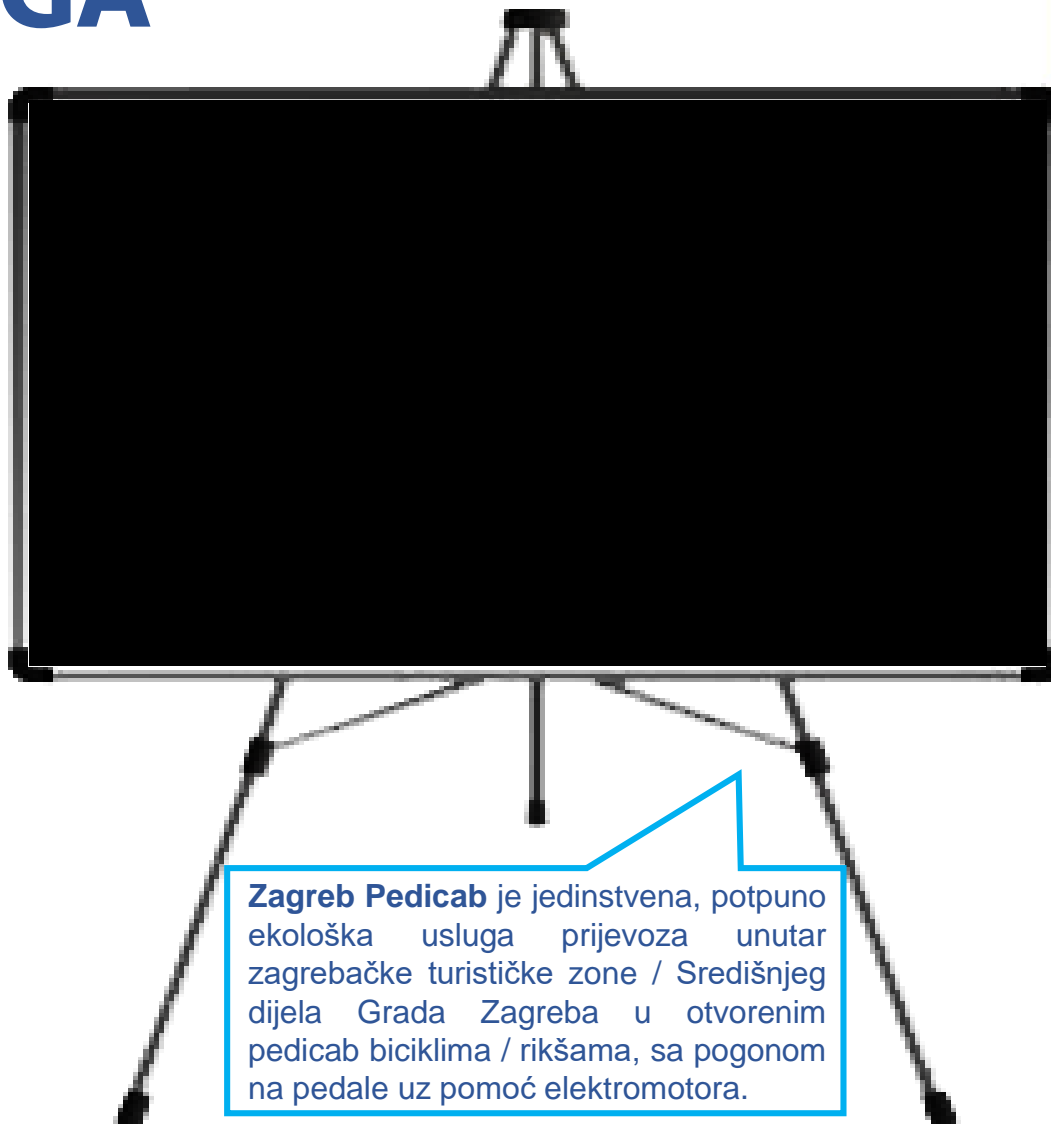 Zagreb Pedicab je jedinstvena, potpuno
ekološka usluga prijevoza unutar
zagrebačke turističke zone / Središnjeg
dijela Grada Zagreba u otvorenim
pedicab biciklima / rikšama, sa pogonom
na pedale uz pomoć elektromotora.